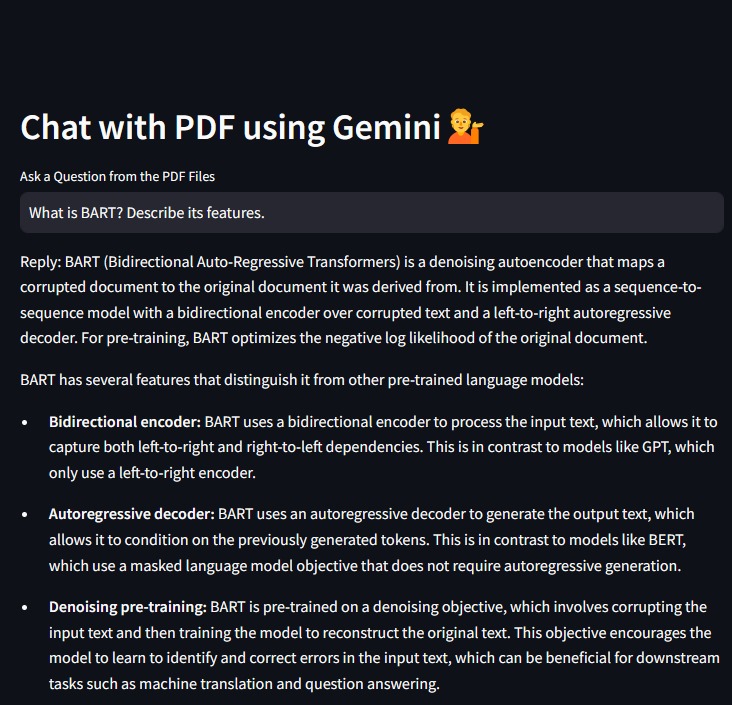 Chat with PDF using Gemini 💁
Ask a Question from the PDF Files
What is BART? Describe its features.
Reply: BART (Bidirectional Auto-Regressive Transformers) is a denoising autoencoder that maps a
corrupted document to the original document it was derived from. It is implemented as a sequence-to-
sequence model with a bidirectional encoder over corrupted text and a left-to-right autoregressive
decoder. For pre-training, BART optimizes the negative log likelihood of the original document.
BART has several features that distinguish it from other pre-trained language models:
• Bidirectional encoder: BART uses a bidirectional encoder to process the input text, which allows it to
capture both left-to-right and right-to-left dependencies. This is in contrast to models like GPT, which
only use a left-to-right encoder.
• Autoregressive decoder: BART uses an autoregressive decoder to generate the output text, which
allows it to condition on the previously generated tokens. This is in contrast to models like BERT,
which use a masked language model objective that does not require autoregressive generation.
• Denoising pre-training: BART is pre-trained on a denoising objective, which involves corrupting the
input text and then training the model to reconstruct the original text. This objective encourages the
model to learn to identify and correct errors in the input text, which can be beneficial for downstream
tasks such as machine translation and question answering.